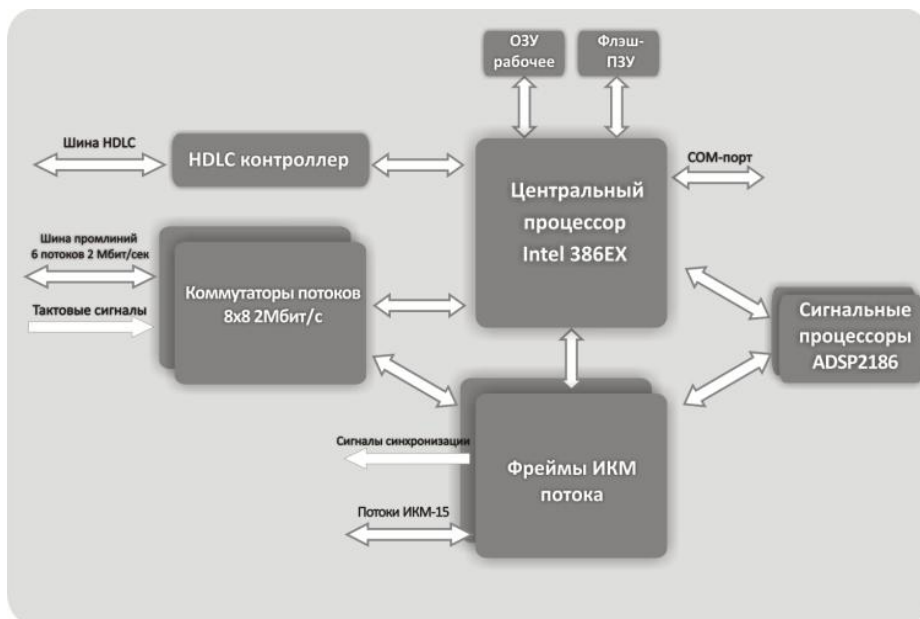 ОЗУ
рабочее
Флэш-
ПЗУ
Шина HDLC
HDLC контроллер
Центральный
процессор
Intel 386EX
COM-порт
Шина промлиний
6 потоков 2 Мбит/сек
Тактовые сигналы
Коммутаторы потоков
8x8 2Мбит/с
Сигнальные
процессоры
ADSP2186
Сигналы синхронизации
Фреймы ИКМ
потока
Потоки ИКМ-15